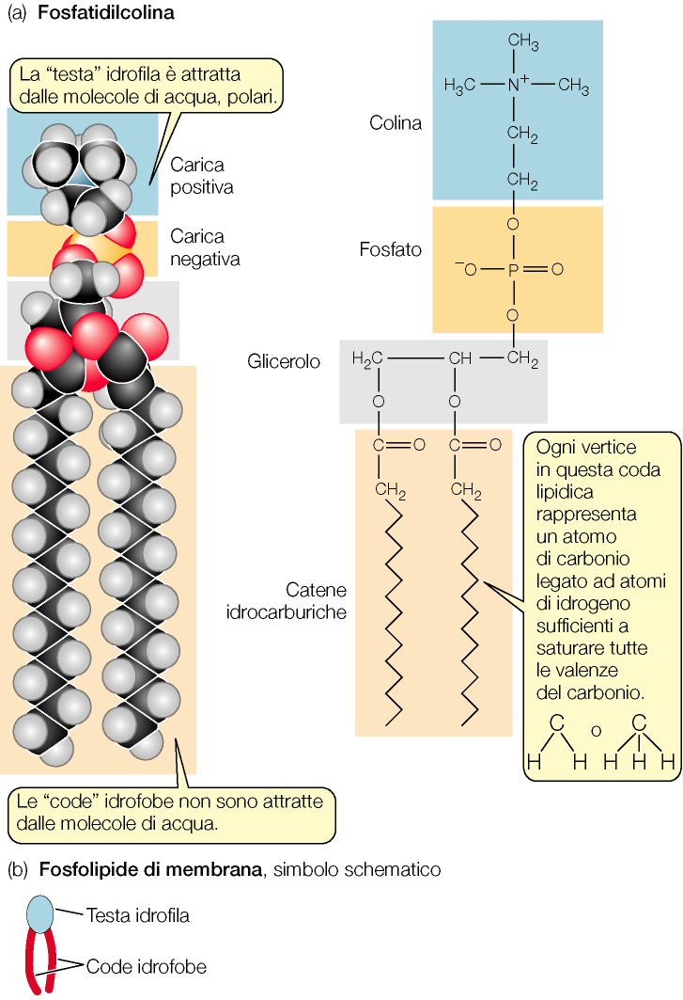 (a) Fosfatidilcolina
La “testa” idrofila è attratta
dalle molecole di acqua, polari.
Carica
positiva
Carica
negativa
Colina
CH3
H3C N+ CH3
CH2
CH2
Fosfato
O
−O P O
O
Glicerolo
H2C CH CH2
O O
C O C O
CH2 CH2
Catene
idrocarburiche
Ogni vertice
in questa coda
lipidica
rappresenta
un atomo
di carbonio
legato ad atomi
di idrogeno
sufficienti a
saturare tutte
le valenze
del carbonio.
C o C
H H H H H
Le “code” idrofobe non sono attratte
dalle molecole di acqua.
(b) Fosfolipide di membrana, simbolo schematico
Testa idrofila
Code idrofobe